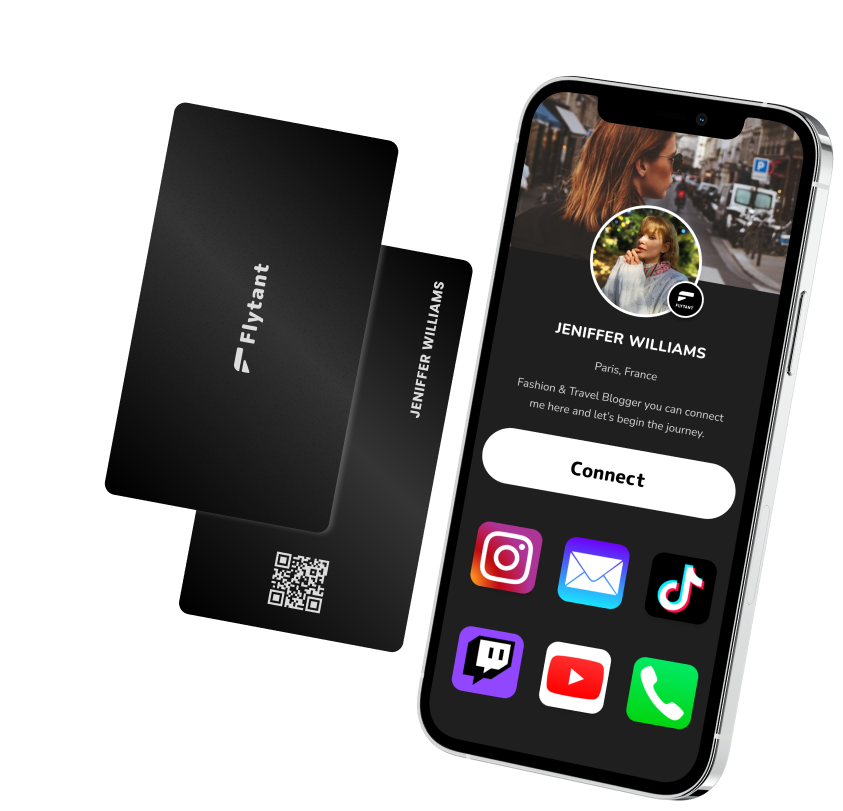 Flytant
JENIFFER WILLIAMS
FLYTANT
JENIFFER WILLIAMS
Paris, France
Fashion & Travel Blogger you can connect
me here and let's begin the journey.
Connect
P